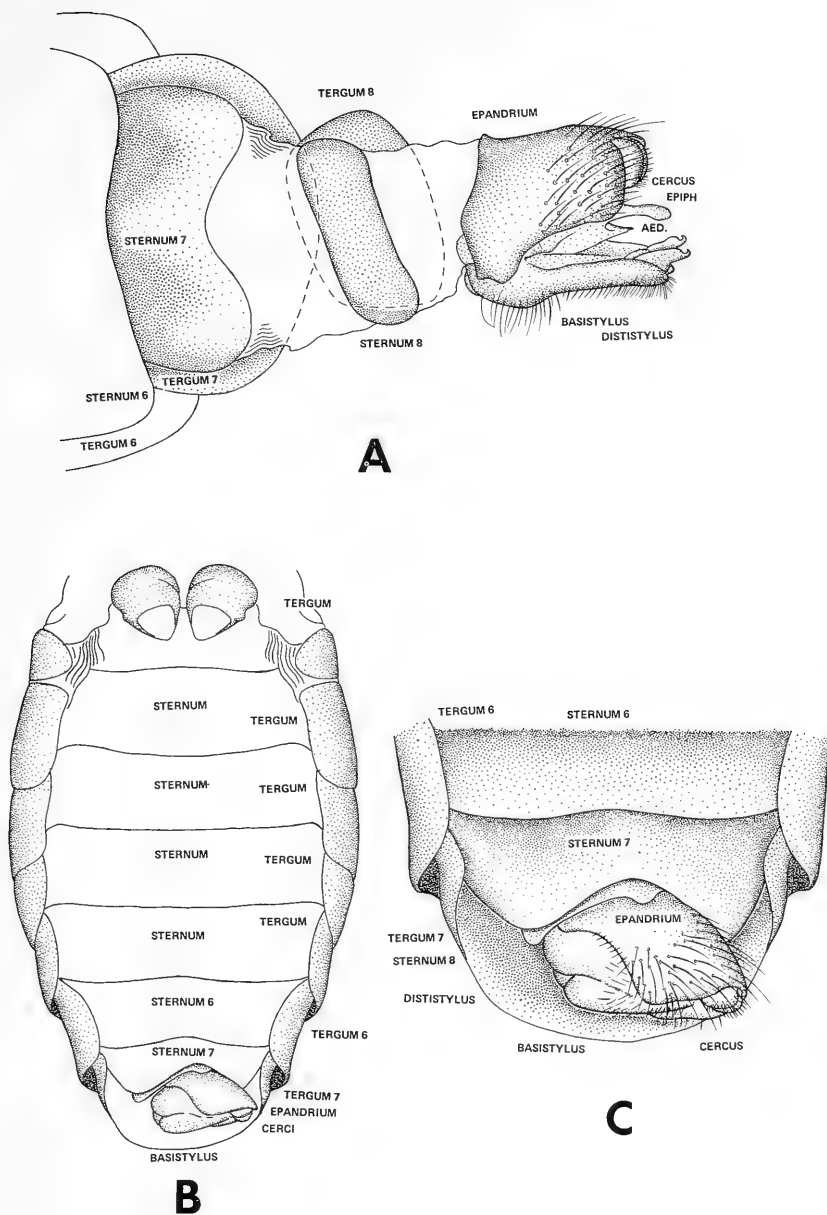 TERGUM 8
EPANDRIUM
CERCUS
EPIPH
AED.
STERNUM 7
BASISTYLUS
DISTISTYLUS
STERNUM 8
TERGUM 7
STERNUM 6
TERGUM 6
A
TERGUM
STERNUM
TERGUM
STERNUM
TERGUM
STERNUM
TERGUM
TERGUM
STERNUM
STERNUM 6
TERGUM 6
STERNUM 7
TERGUM 7
EPANDRIUM
CERCI
BASISTYLUS
B
TERGUM 6
STERNUM 6
STERNUM 7
EPANDRIUM
TERGUM 7
STERNUM 8
DISTISTYLUS
BASISTYLUS
CERCUS
C